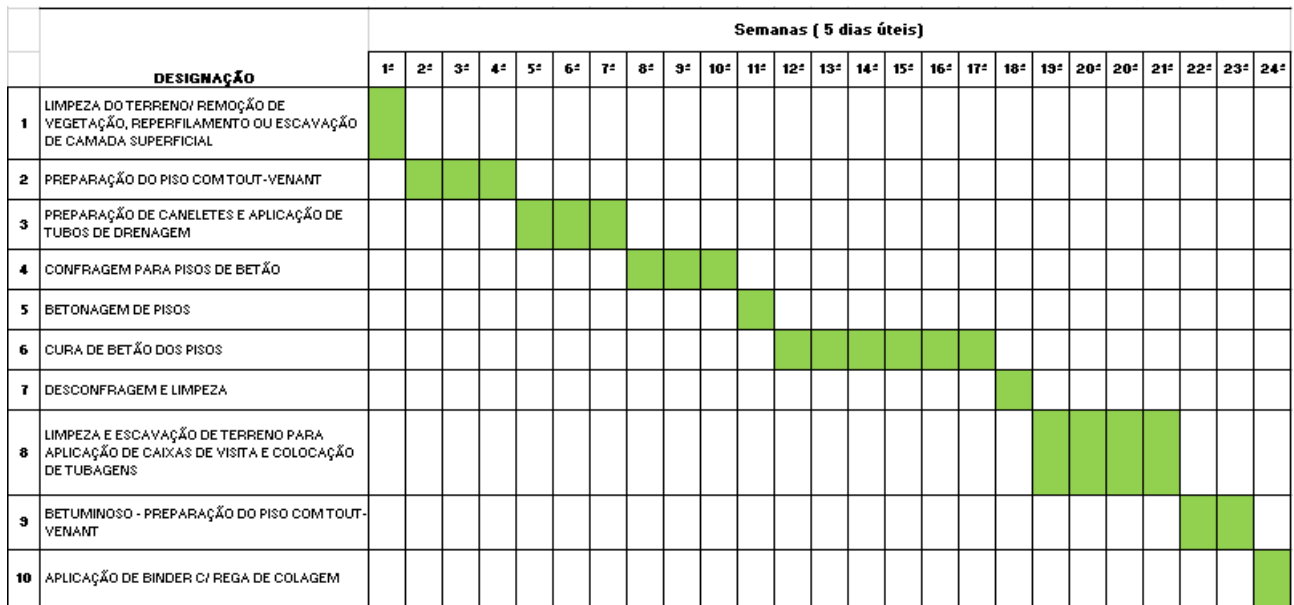 Semanas ( 5 dias úteis)
DESIGNAÇÃO 1ª 2ª 3ª 4ª 5ª 6ª 7ª 8ª 9ª 10ª 11ª 12ª 13ª 14ª 15ª 16ª 17ª 18ª 19ª 20ª 20ª 21ª 22ª 23ª 24ª
1 LIMPEZA DO TERRENO/ REMOÇÃO DE
VEGETAÇÃO, REPERFILAMENTO OU ESCAVAÇÃO
DE CAMADA SUPERFICIAL
2 PREPARAÇÃO DO PISO COM TOUT-VENANT
3 PREPARAÇÃO DE CANELETES E APLICAÇÃO DE
TUBOS DE DRENAGEM
4 CONFRAGEM PARA PISOS DE BETÃO
5 BETONAGEM DE PISOS
6 CURA DE BETÃO DOS PISOS
7 DESCONFRAGEM E LIMPEZA
8 LIMPEZA E ESCAVAÇÃO DE TERRENO PARA
APLICAÇÃO DE CAIXAS DE VISITA E COLOCAÇÃO
DE TUBAGENS
9 BETUMINOSO - PREPARAÇÃO DO PISO COM TOUT-
VENANT
10 APLICAÇÃO DE BINDER C/ REGA DE COLAGEM